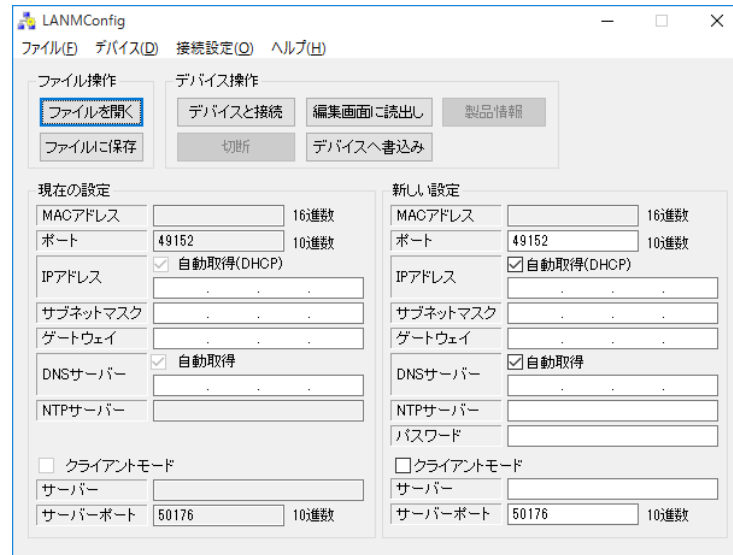 LANMConfig
ファイル(F) デバイス(D) 接続設定(O) ヘルプ(H)
ファイル操作
ファイルを開く
ファイルに保存
デバイス操作
デバイスと接続 編集画面に読出し 製品情報
切断 デバイスへ書込み
現在の設定
MACアドレス 16進数
ポート 49152 10進数
IPアドレス 自動取得(DHCP)
サブネットマスク
ゲートウェイ
DNSサーバー 自動取得
NTPサーバー
クライアントモード
サーバー
サーバーポート 50176 10進数
新しい設定
MACアドレス 16進数
ポート 49152 10進数
IPアドレス 自動取得(DHCP)
サブネットマスク
ゲートウェイ
DNSサーバー 自動取得
NTPサーバー
パスワード
クライアントモード
サーバー
サーバーポート 50176 10進数